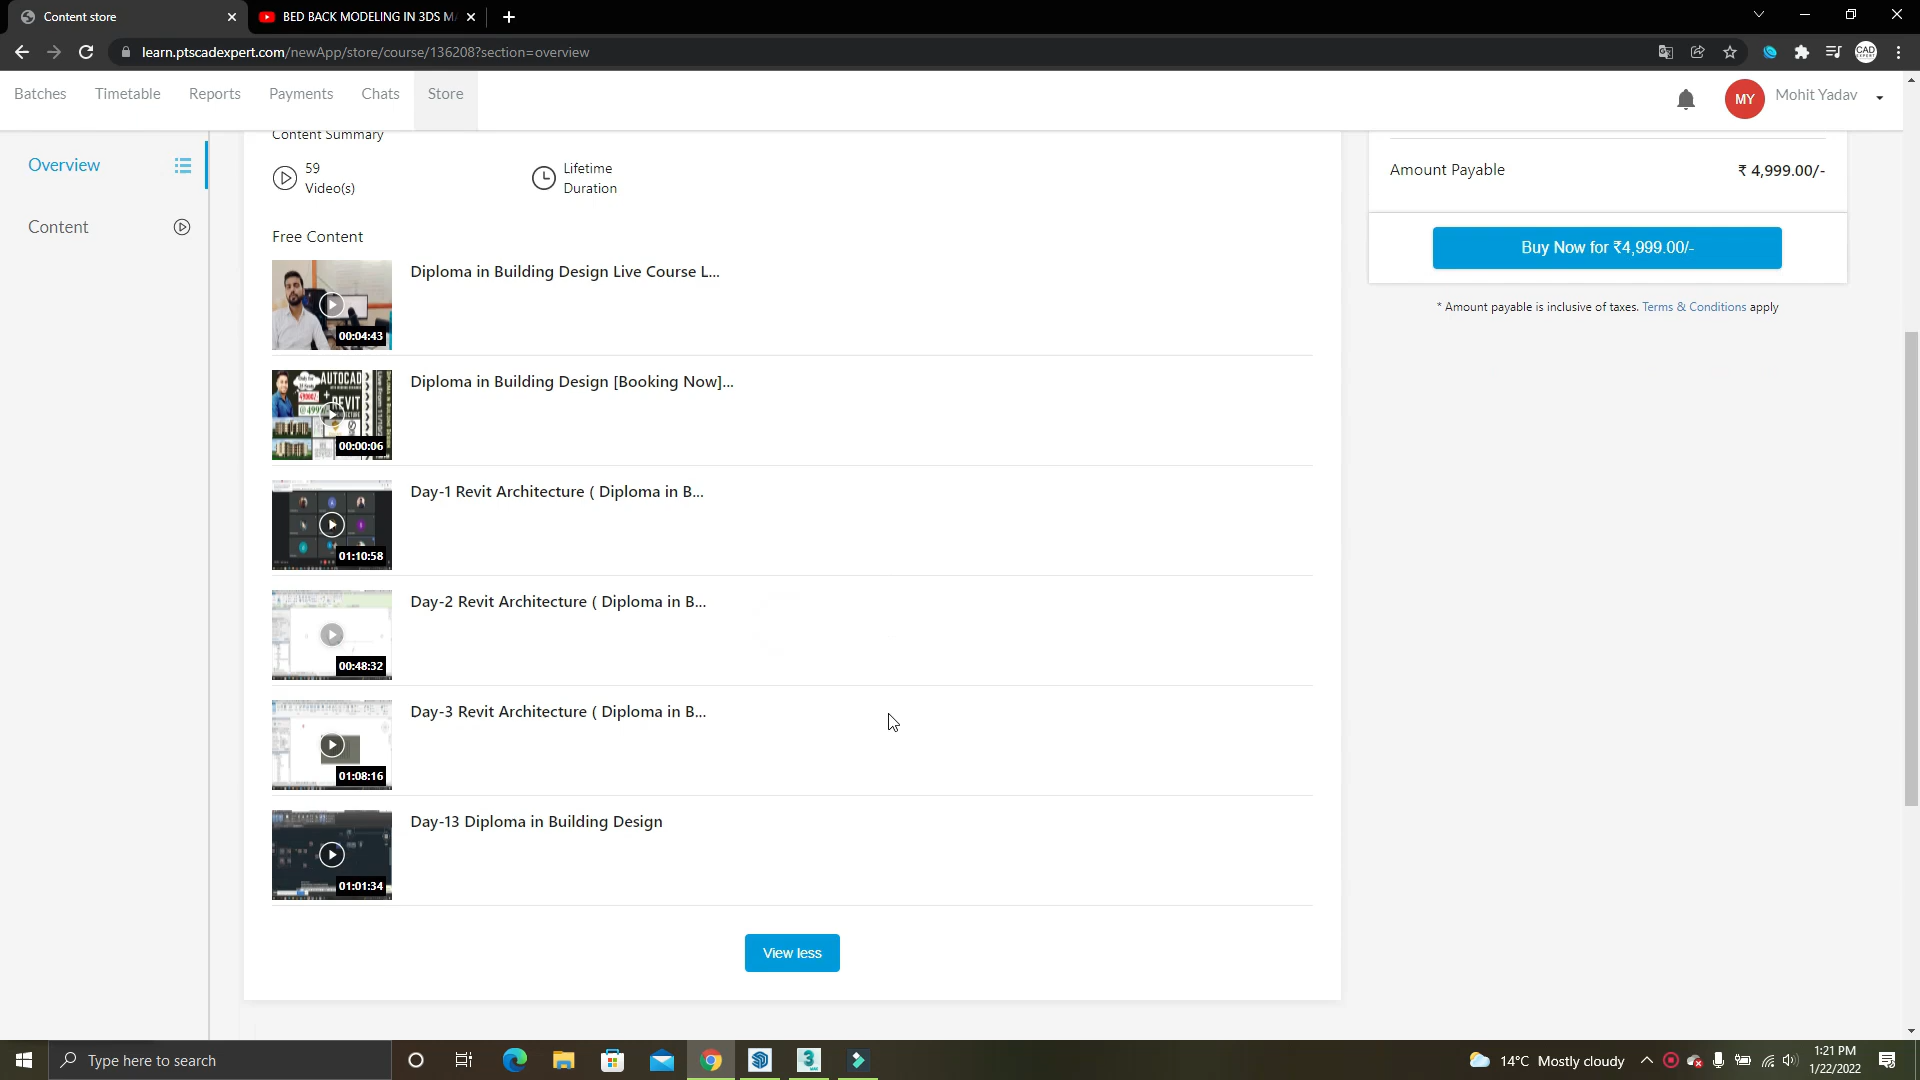 Content store
BED BACK MODELING IN 3DS M
learn.ptscadexpert.com/newApp/store/course/136208?section=overview
Batches
Timetable
Reports
Payments
Chats
Store
MY
Mohit Yadav
Overview
Content
Content Summary
59
Video(s)
Lifetime
Duration
Free Content
Diploma in Building Design Live Course L...
00:04:43
Diploma in Building Design [Booking Now]...
AUTOCAD
REVIT
00:00:06
Day-1 Revit Architecture ( Diploma in B...
01:10:58
Day-2 Revit Architecture ( Diploma in B...
00:48:32
Day-3 Revit Architecture ( Diploma in B...
01:08:16
Day-13 Diploma in Building Design
01:01:34
View less
Amount Payable
₹ 4,999.00/-
Buy Now for ₹4,999.00/-
* Amount payable is inclusive of taxes. Terms & Conditions apply
Type here to search
14°C Mostly cloudy
1:21 PM
1/22/2022